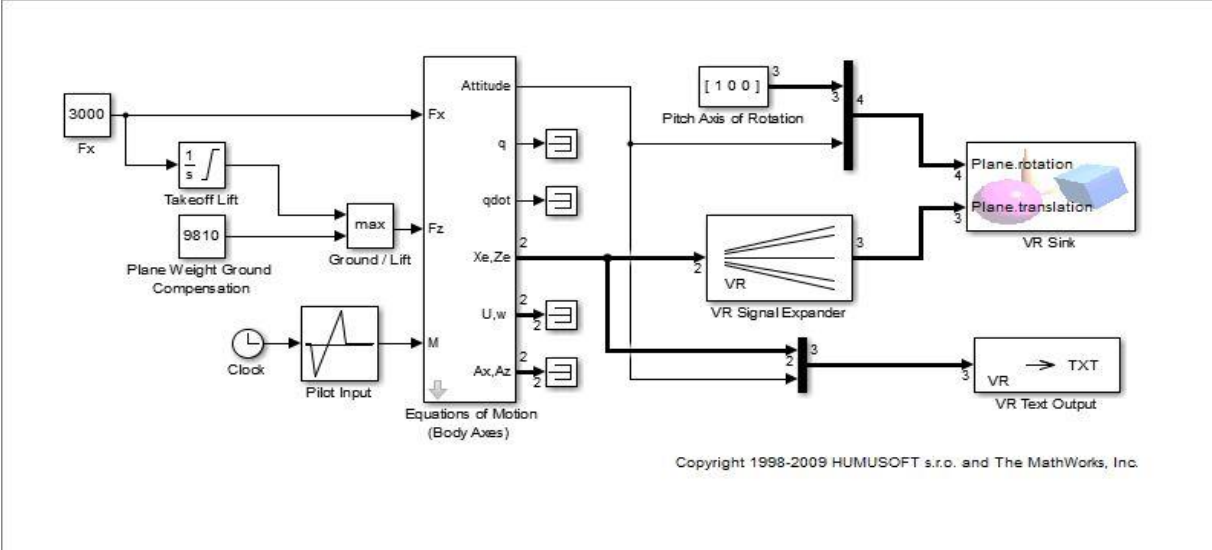 3000
Fx
1
s
Takeoff Lift
9810
Plane Weight Ground
Compensation
max
Ground / Lift
Clock
Pilot Input
Fx
Fz
M
Attitude
q
qdot
Xe,Ze
2
U,w
2
2
Ax,Az
2
2
Equations of Motion
(Body Axes)
[ 1 0 0 ]
3
3
Pitch Axis of Rotation
4
2
VR
3
VR Signal Expander
Plane.rotation
4
Plane.translation
3
VR Sink
3
2
3
VR
TXT
VR Text Output
Copyright 1998-2009 HUMUSOFT s.r.o. and The MathWorks, Inc.